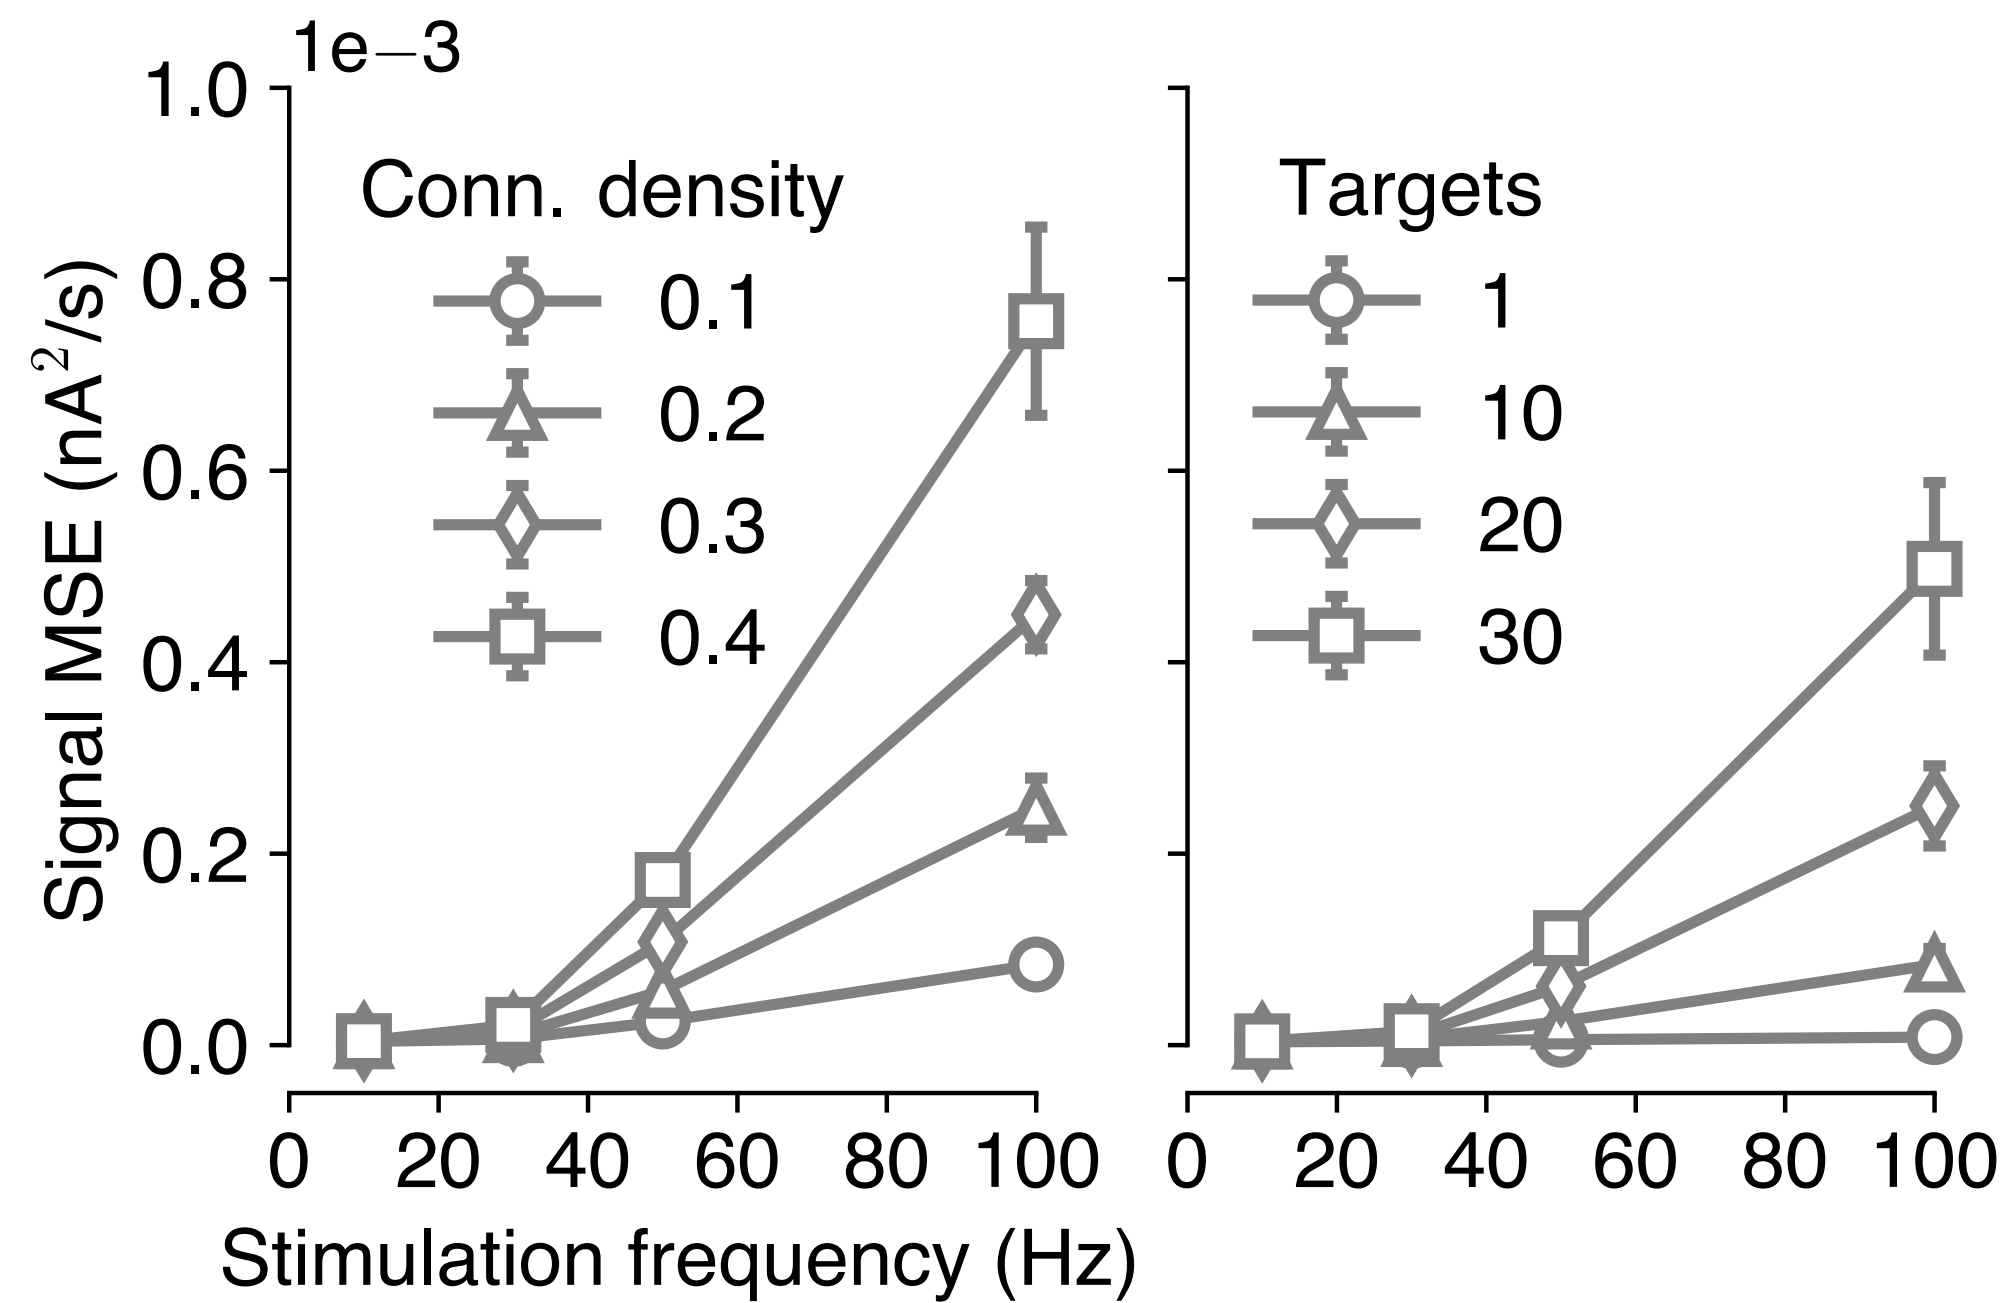 1e−3
1.0
0.8
0.6
0.4
0.2
0.0
Signal MSE (nA²/s)
Conn. density
0.1
0.2
0.3
0.4
Targets
1
10
20
30
0 20 40 60 80 100
0 20 40 60 80 100
Stimulation frequency (Hz)